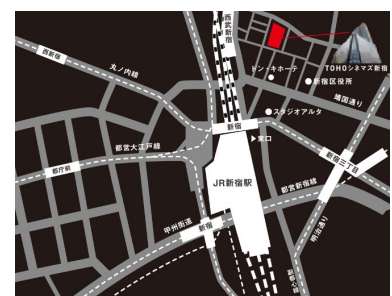 西武新宿
TOHOシネマズ新宿
西新宿
丸ノ内線
ドン・キホーテ
新宿区役所
靖国通り
スタジオアルタ
新宿
東口
都営大江戸線
新宿三丁目
都庁前
JR新宿駅
都営新宿線
甲州街道
新宿
明治通り
副都心線